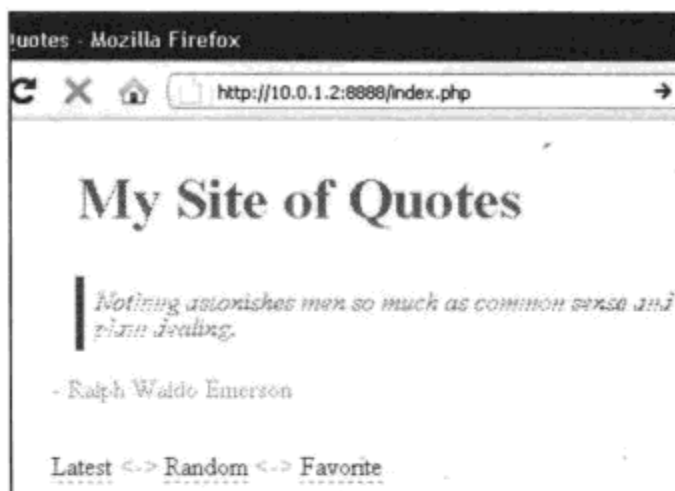 uotes - Mozilla Firefox
http://10.0.1.2:8888/index.php
My Site of Quotes
Nothing astonishes men so much as common sense and
plain dealing.
- Ralph Waldo Emerson
Latest <-> Random <-> Favorite